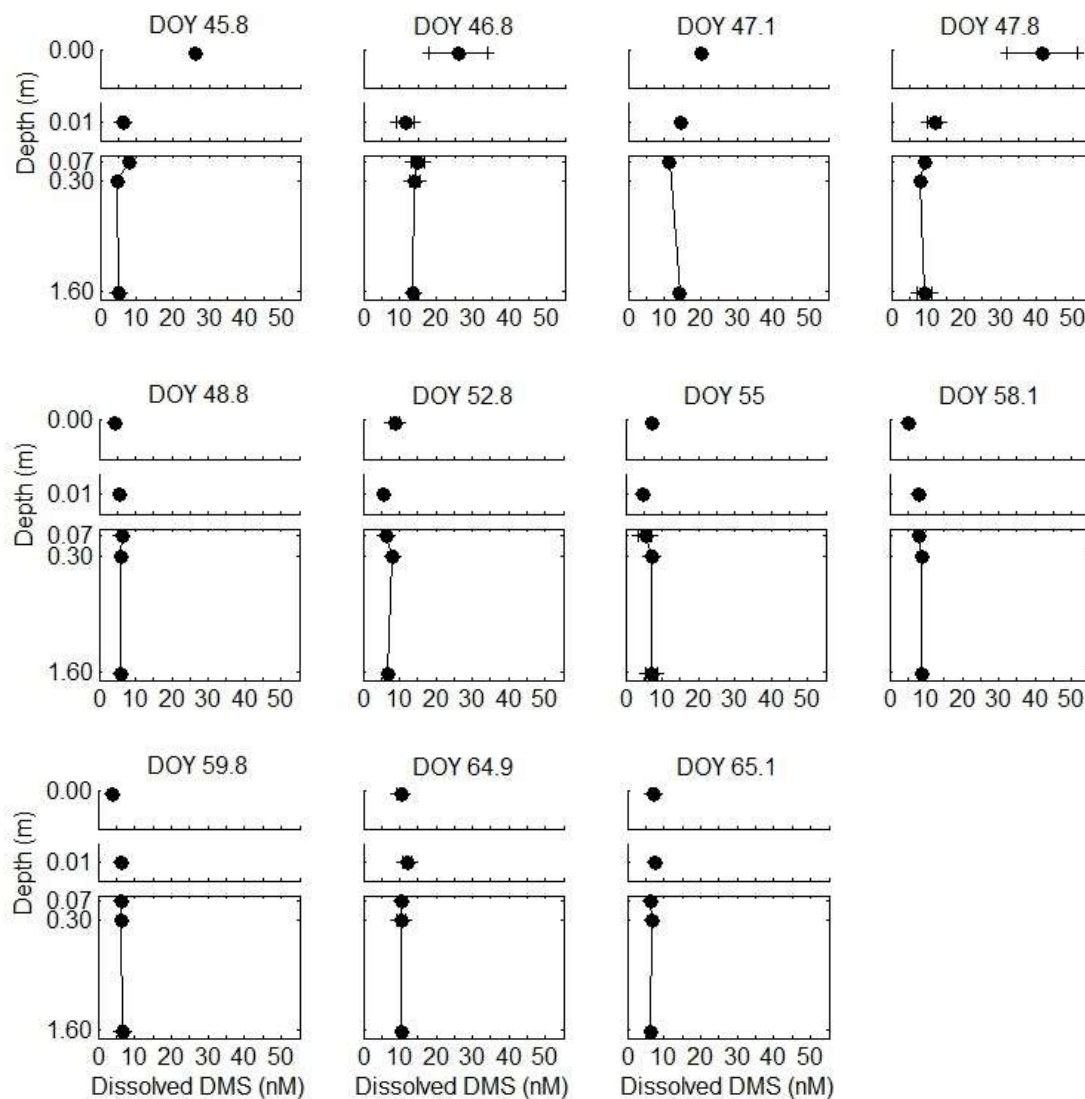 DOY 45.8 DOY 46.8 DOY 47.1 DOY 47.8
0.00
0.01
0.07
0.30
1.60
Depth (m)
0 10 20 30 40 50 0 10 20 30 40 50 0 10 20 30 40 50 0 10 20 30 40 50
DOY 48.8 DOY 52.8 DOY 55 DOY 58.1
0.00
0.01
0.07
0.30
1.60
Depth (m)
0 10 20 30 40 50 0 10 20 30 40 50 0 10 20 30 40 50 0 10 20 30 40 50
DOY 59.8 DOY 64.9 DOY 65.1
0.00
0.01
0.07
0.30
1.60
Depth (m)
0 10 20 30 40 50 0 10 20 30 40 50 0 10 20 30 40 50
Dissolved DMS (nM) Dissolved DMS (nM) Dissolved DMS (nM)